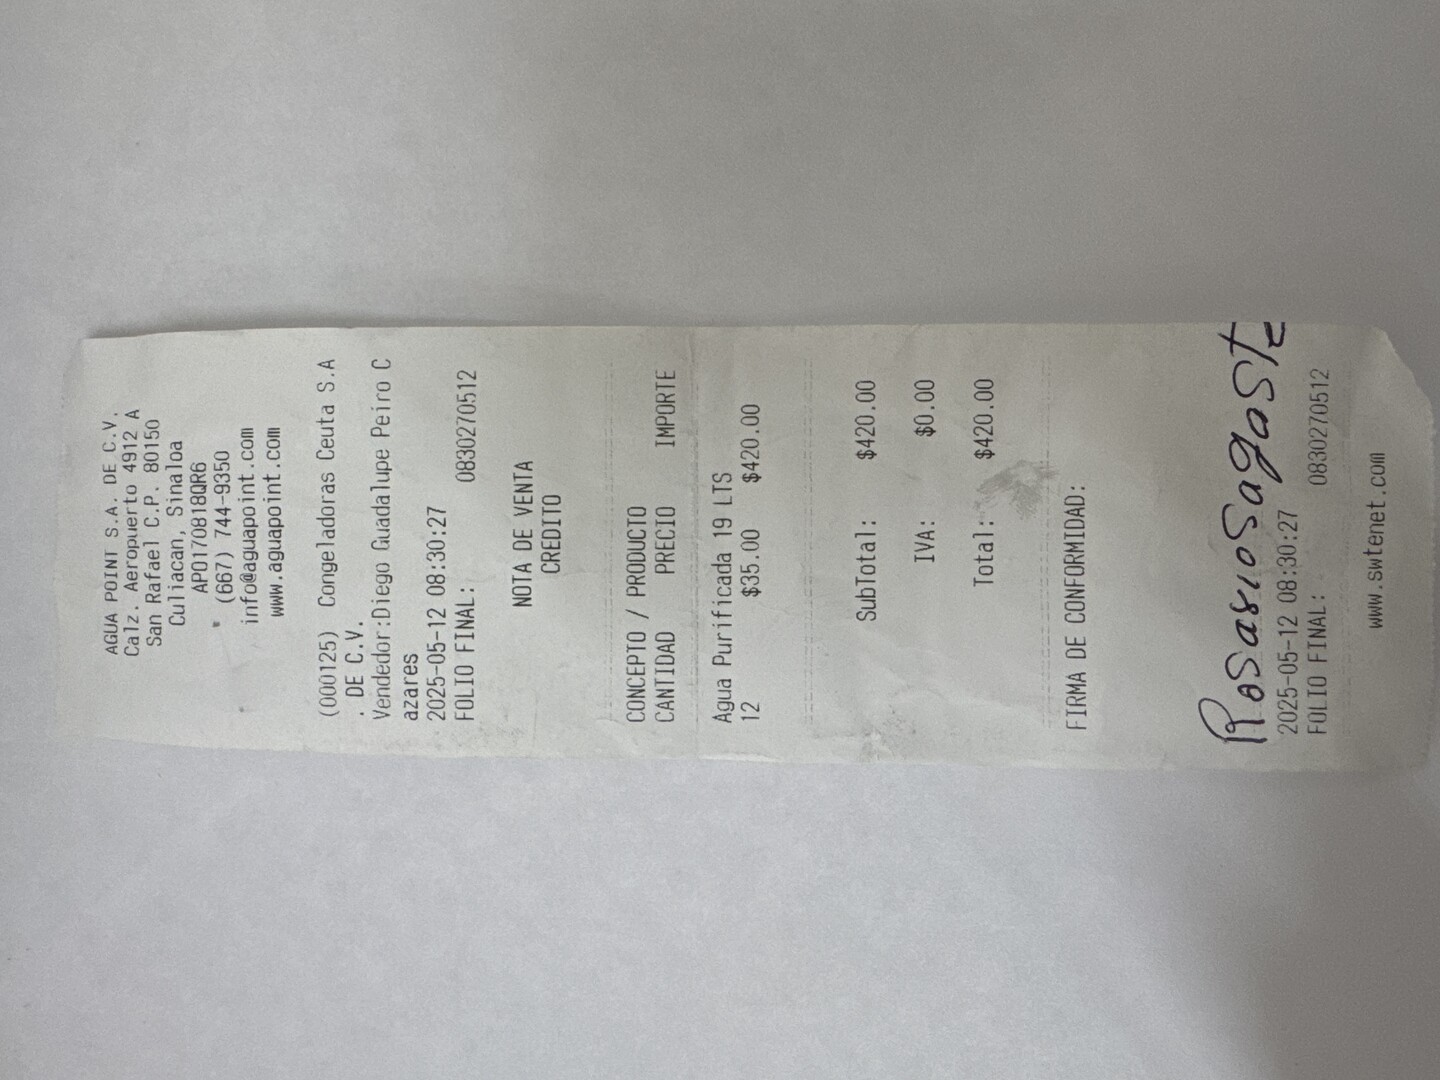 AGUA POINT S.A. DE C.V.
Calz. Aeropuerto 4912 A
San Rafael C.P. 80150
Culiacan, Sinaloa
APO170818QR6
(667) 744-9350
info@aguapoint.com
www.aguapoint.com
(000125) Congeladoras Ceuta S.A
. DE C.V.
Vendedor:Diego Guadalupe Peiro C
azares
2025-05-12 08:30:27
FOLIO FINAL: 0830270512
NOTA DE VENTA
CREDITO
CONCEPTO / PRODUCTO
CANTIDAD PRECIO IMPORTE
Agua Purificada 19 LTS
12 $35.00 $420.00
SubTotal: $420.00
IVA: $0.00
Total: $420.00
FIRMA DE CONFORMIDAD:
Rosario Sagaste
2025-05-12 08:30:27
FOLIO FINAL: 0830270512
www.swtenet.com